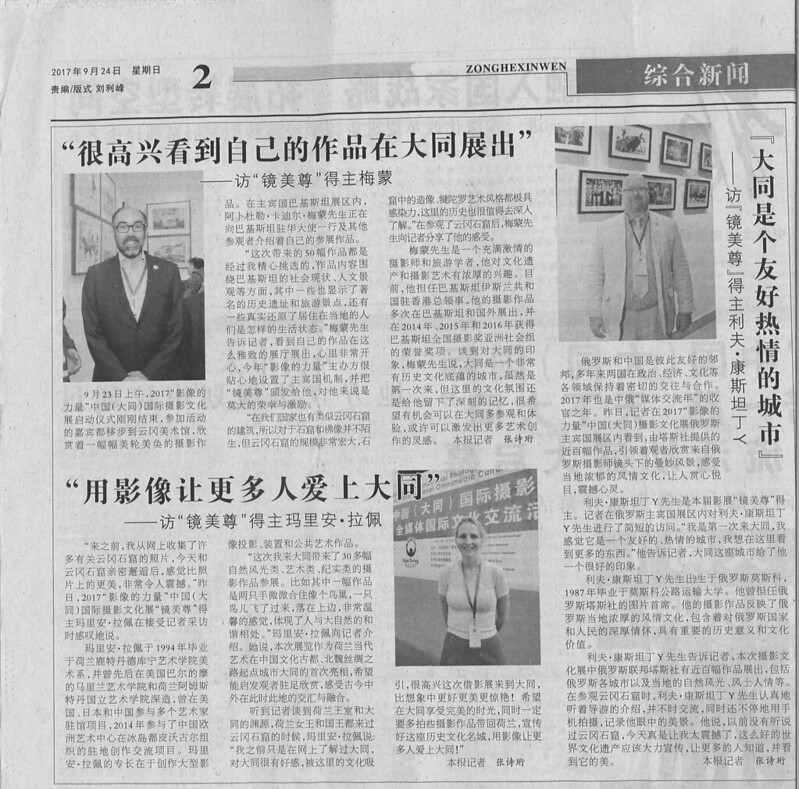 2017年9月24日 星期日
责编/版式 刘利峰
2
ZONGHEXINWEN
综合新闻
“很高兴看到自己的作品在大同展出”
——访“镜美尊”得主梅蒙
9月23日上午，2017“影像的
力量”中国（大同）国际摄影文化
展启动仪式刚刚结束，参加活动
的嘉宾都移步到云冈美术馆，欣
赏着一幅幅美轮美奂的摄影作
品。在主宾国巴基斯坦展区内，
阿卜杜勒·卡迪尔·梅蒙先生正在
向巴基斯坦驻华大使一行及其他
参观者介绍着自己的参展作品。
“这次带来的50幅作品都是
经过我精心挑选的，作品内容围
绕巴基斯坦的社会现状、人文景
观等方面，其中一些也显示了著
名的历史遗址和旅游景点，还有
一些真实还原了居住在当地的人
们是怎样的生活状态。”梅蒙先生
告诉记者，看到自己的作品在这
么雅致的展厅展出，心里非常开
心，今年“影像的力量”主办方很
贴心地设置了主宾国机制，并把
“镜美尊”颁发给他，对他来说是
莫大的荣幸与激励。
“在我们国家也有类似云冈石窟
的建筑，所以对于石窟和佛像并不陌
生，但云冈石窟的规模非常宏大，石
窟中的造像、犍陀罗艺术风格都极具
感染力，这里的历史也很值得去深入
了解。”在参观了云冈石窟后，梅蒙先
生向记者分享了他的感受。
梅蒙先生是一个充满激情的
摄影师和旅游学者，他对文化遗
产和摄影艺术有浓厚的兴趣。目
前，他担任巴基斯坦伊斯兰共和
国驻香港总领事，他的摄影作品
多次在巴基斯坦和国外展出，并
在2014年、2015年和2016年获得
巴基斯坦全国摄影奖亚洲社会组
的荣誉奖项。谈到对大同的印
象，梅蒙先生说，大同是一个非常
有历史文化底蕴的城市，虽然是
第一次来，但这里的文化氛围还
是给他留下了深刻的记忆，很希
望有机会可以在大同多参观和体
验，或许可以激发出更多艺术创
作的灵感。 本报记者 张诗珩
“用影像让更多人爱上大同”
——访“镜美尊”得主玛里安·拉佩
“来之前，我从网上收集了许
多有关云冈石窟的照片，今天和
云冈石窟亲密邂逅后，感觉比照
片上的更美，非常令人震撼。”昨
日，2017“影像的力量”中国（大
同）国际摄影文化展“镜美尊”得
主玛里安·拉佩在接受记者采访
时感叹地说。
玛里安·拉佩于1994年毕业
于荷兰鹿特丹德库宁艺术学院美
术系，并曾先后在美国巴尔的摩
的马里兰艺术学院和荷兰阿姆斯
特丹国立艺术学院深造，曾在美
国、日本和中国参与多个艺术家
驻馆项目，2014年参与了中国欧
洲艺术中心在冰岛都皮沃古尔组
织的驻地创作交流项目。玛里
安·拉佩的专长在于创作大型影
像投影、装置和公共艺术作品。
“这次我来大同带来了30多幅
自然风光类、艺术类、纪实类的摄
影作品参展。比如其中一幅作品
是两只手微微合住像个鸟巢，一只
鸟儿飞了过来，落在上边，非常温
馨的感觉，体现了人与大自然的和
谐相处。”玛里安·拉佩向记者介
绍。她说，本次展览作为荷兰当代
艺术在中国文化古都、北魏丝绸之
路起点城市大同的首次亮相，希望
能启发观者驻足欣赏，感受古今中
外在此时此地的交汇与融合。
听到记者谈到荷兰王室和大同
的渊源，荷兰女王和国王都来过
云冈石窟的时候，玛里安·拉佩说：
“我之前只是在网上了解过大同，
对大同很有好感，被这里的文化吸
引，很高兴这次借影展来到大同，
比想象中更好更美更惊艳！希望
在大同享受完美的时光，同时一定
要多拍些摄影作品带回荷兰，宣传
好这座历史文化名城，用影像让更
多人爱上大同！”
本报记者 张诗珩
中国（大同）国际摄影
全媒体国际文化交流活
『大同是个友好热情的城市』
——访『镜美尊』得主利夫·康斯坦丁Y
俄罗斯和中国是彼此友好的邻
邦，多年来两国在政治、经济、文化等
各领域保持着密切的交往与合作。
2017年也是中俄“媒体交流年”的收
官之年。昨日，记者在2017“影像的
力量”中国（大同）摄影文化展俄罗斯
主宾国展区内看到，由塔斯社提供的
近百幅作品，引领着观者欣赏来自俄
罗斯摄影师镜头下的曼妙风景，感受
当地浓郁的风情文化，让人赏心悦
目，震撼心灵。
利夫·康斯坦丁Y先生是本届影展“镜美尊”得
主。记者在俄罗斯主宾国展区内对利夫·康斯坦丁
Y先生进行了简短的访问。“我是第一次来大同，我
感觉它是一个友好的、热情的城市，我想在这里看
到更多的东西。”他告诉记者，大同这座城市给了他
一个很好的印象。
利夫·康斯坦丁Y先生出生于俄罗斯莫斯科，
1987年毕业于莫斯科公路运输大学。他曾担任俄
罗斯塔斯社的图片首席。他的摄影作品反映了俄
罗斯当地浓厚的风情文化，包含着对俄罗斯国家
和人民的深厚情怀，具有重要的历史意义和文化
价值。
利夫·康斯坦丁Y先生告诉记者，本次摄影文
化展中俄罗斯联邦塔斯社有近百幅作品展出，包括
俄罗斯各城市以及当地的自然风光、风土人情等。
在参观云冈石窟时，利夫·康斯坦丁Y先生认真地
听着导游的介绍，并不时交流，同时还不停地用手
机拍摄，记录他眼中的美景。他说，以前没有听说
过云冈石窟，今天真是让我太震撼了，这么好的世
界文化遗产应该大力宣传，让更多的人知道，并看
到它的美。 本报记者 张诗珩